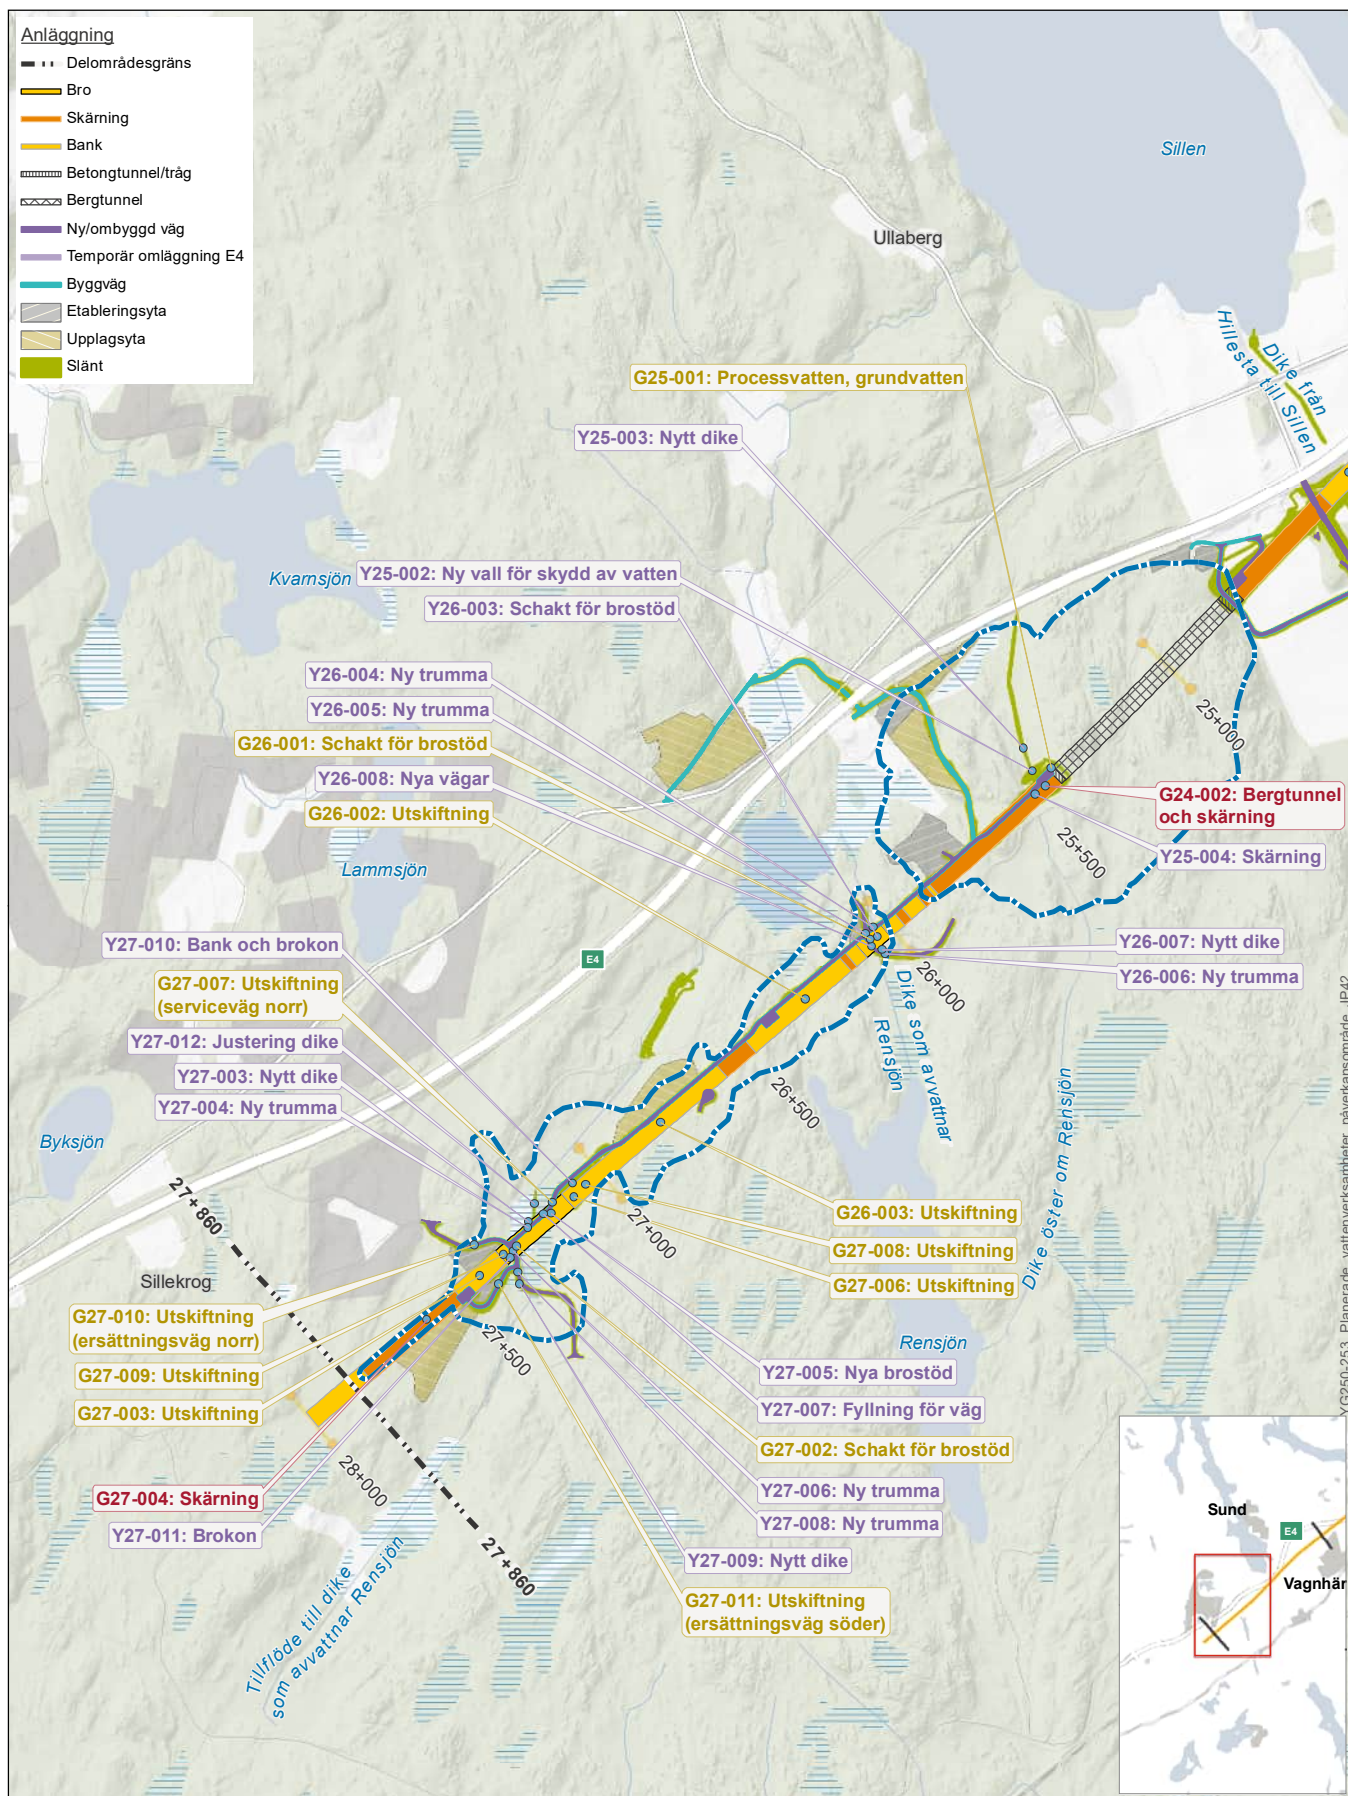 Anläggning
Delområdesgräns
Bro
Skärning
Bank
Betongtunnel/tråg
Bergtunnel
Ny/ombyggd väg
Temporär omläggning E4
Byggväg
Etableringsyta
Upplagsyta
Slänt
Sillen
Ullaberg
Dike från
Hillesta till Sillen
G25-001: Processvatten, grundvatten
Y25-003: Nytt dike
Kvarnsjön
Y25-002: Ny vall för skydd av vatten
Y26-003: Schakt för brostöd
Y26-004: Ny trumma
Y26-005: Ny trumma
G26-001: Schakt för brostöd
Y26-008: Nya vägar
G26-002: Utskiftning
25+000
G24-002: Bergtunnel
och skärning
25+500
Y25-004: Skärning
Lammsjön
Y27-010: Bank och brokon
E4
Y26-007: Nytt dike
Y26-006: Ny trumma
26+000
G27-007: Utskiftning
(serviceväg norr)
Y27-012: Justering dike
Y27-003: Nytt dike
Y27-004: Ny trumma
Dike som avvattnar
Rensjön
26+500
Byksjön
Dike öster om Rensjön
27+860
27+000
G26-003: Utskiftning
G27-008: Utskiftning
G27-006: Utskiftning
Sillekrog
G27-010: Utskiftning
(ersättningsväg norr)
G27-009: Utskiftning
G27-003: Utskiftning
27+500
Rensjön
Y27-005: Nya brostöd
Y27-007: Fyllning för väg
G27-002: Schakt för brostöd
28+000
G27-004: Skärning
Y27-011: Brokon
Y27-006: Ny trumma
Y27-008: Ny trumma
Y27-009: Nytt dike
27+860
G27-011: Utskiftning
(ersättningsväg söder)
Tillflöde till dike
som avvattnar Rensjön
XG250-253_Planerade_vattenverksamheter_påverkansområde_JP42
Sund
E4
Vagnhär